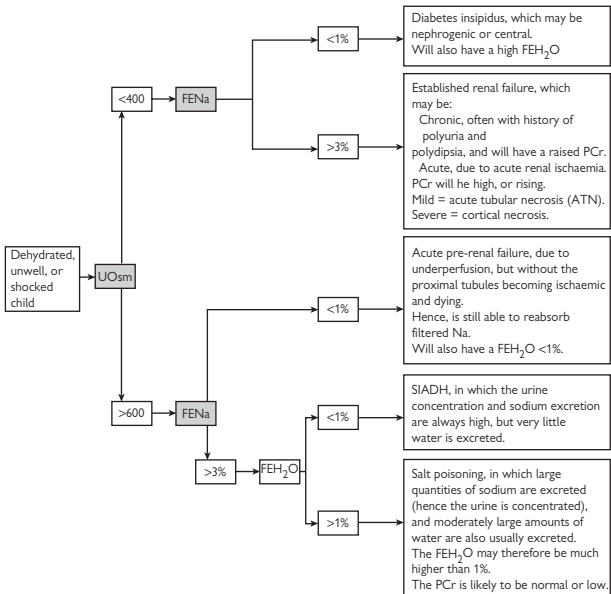 <1%
Diabetes insipidus, which may be
nephrogenic or central.
Will also have a high FEH2O
<400
FENa
>3%
Established renal failure, which
may be:
Chronic, often with history of
polyuria and
polydipsia, and will have a raised PCr.
Acute, due to acute renal ischaemia.
PCr will he high, or rising.
Mild = acute tubular necrosis (ATN).
Severe = cortical necrosis.
Dehydrated,
unwell, or
shocked
child
UOsm
<1%
Acute pre-renal failure, due to
underperfusion, but without the
proximal tubules becoming ischaemic
and dying.
Hence, is still able to reabsorb
filtered Na.
Will also have a FEH2O <1%.
>600
FENa
>3%
FEH2O
<1%
SIADH, in which the urine
concentration and sodium excretion
are always high, but very little
water is excreted.
>1%
Salt poisoning, in which large
quantities of sodium are excreted
(hence the urine is concentrated),
and moderately large amounts of
water are also usually excreted.
The FEH2O may therefore be much
higher than 1%.
The PCr is likely to be normal or low.